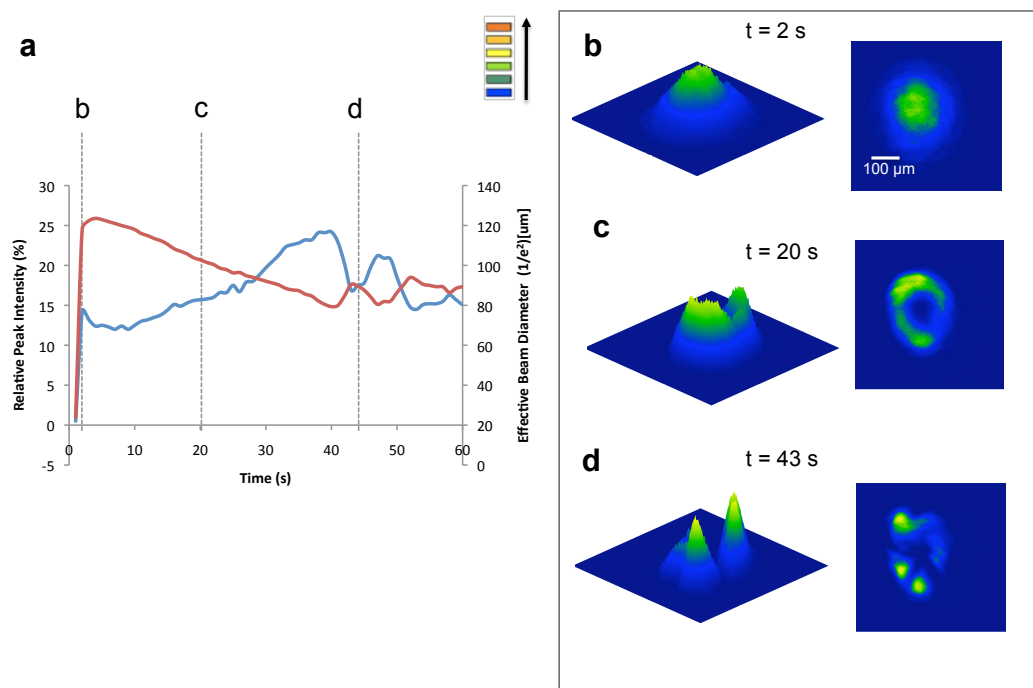 a
b
c
d
30
25
20
15
10
5
0
-5
Relative Peak Intensity (%)
140
120
100
80
60
40
20
0
Effective Beam Diameter (1/e²)[um]
0
10
20
30
40
50
60
Time (s)
b
t = 2 s
100 µm
c
t = 20 s
d
t = 43 s